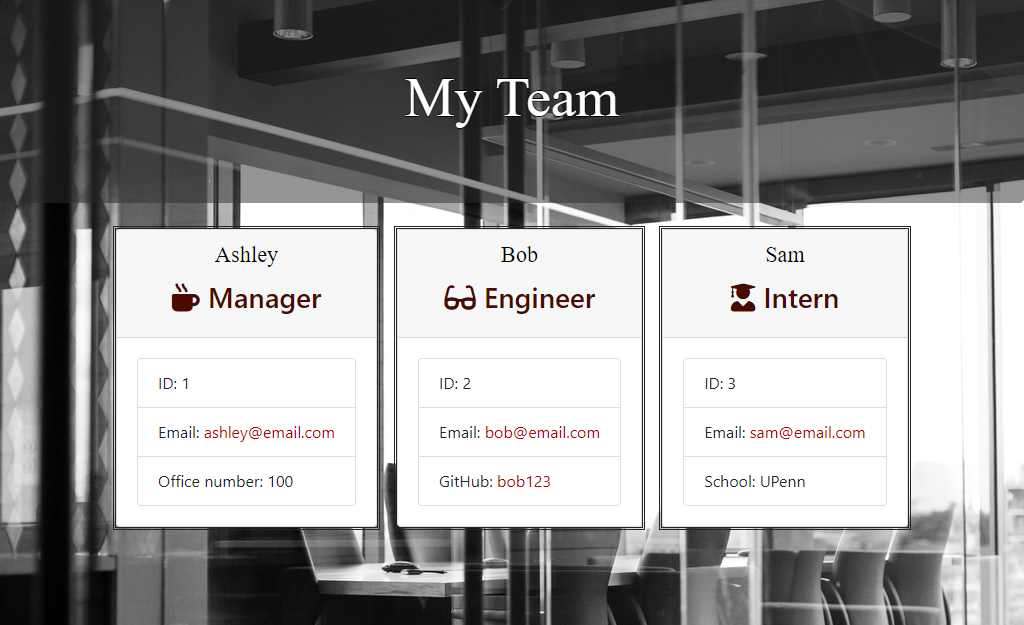 My Team
Ashley
Manager
ID: 1
Email: ashley@email.com
Office number: 100
Bob
Engineer
ID: 2
Email: bob@email.com
GitHub: bob123
Sam
Intern
ID: 3
Email: sam@email.com
School: UPenn